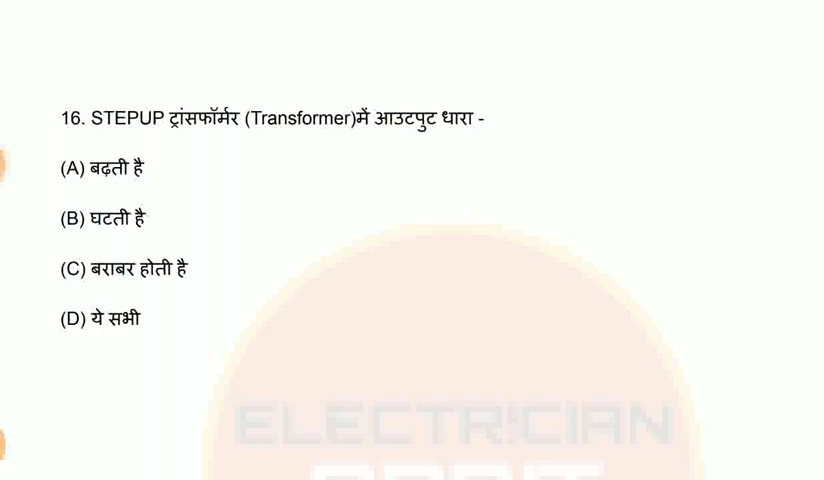 16. STEPUP ट्रांसफॉर्मर (Transformer)में आउटपुट धारा -
(A) बढ़ती है
(B) घटती है
(C) बराबर होती है
(D) ये सभी
ELECTRICIAN